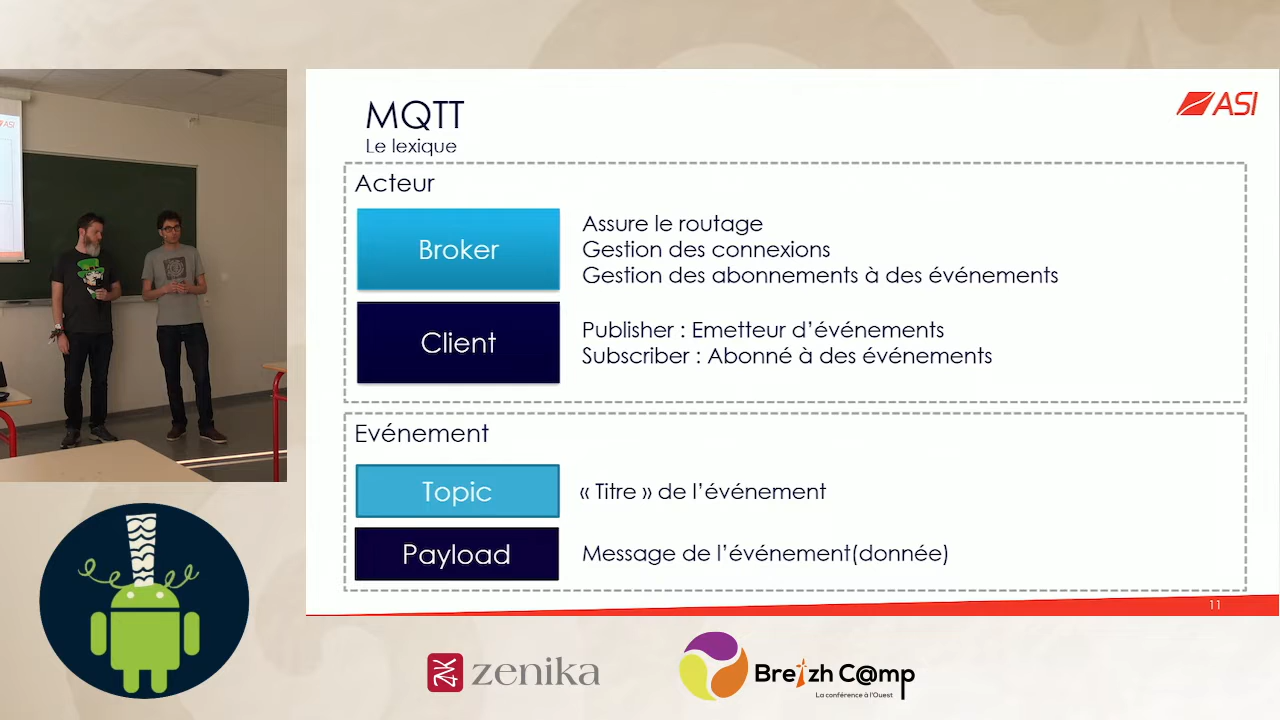 MQTT
Le lexique
ASI
Acteur
Broker
Assure le routage
Gestion des connexions
Gestion des abonnements à des événements
Client
Publisher : Emetteur d’événements
Subscriber : Abonné à des événements
Evénement
Topic
« Titre » de l’événement
Payload
Message de l’événement(donnée)
11
zenika
Breizh C@mp
La conférence à l'Ouest